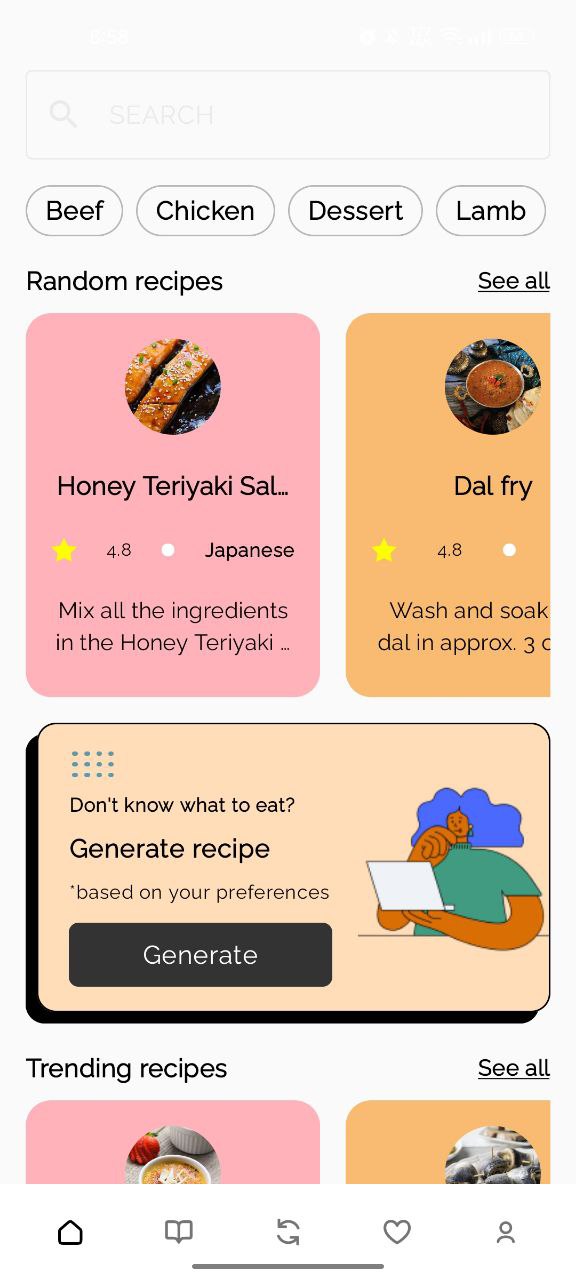 8:58
SEARCH
Beef Chicken Dessert Lamb
Random recipes See all
Honey Teriyaki Sal... Dal fry
4.8 Japanese 4.8
Mix all the ingredients Wash and soak
in the Honey Teriyaki ... dal in approx. 3 c
Don't know what to eat?
Generate recipe
*based on your preferences
Generate
Trending recipes See all